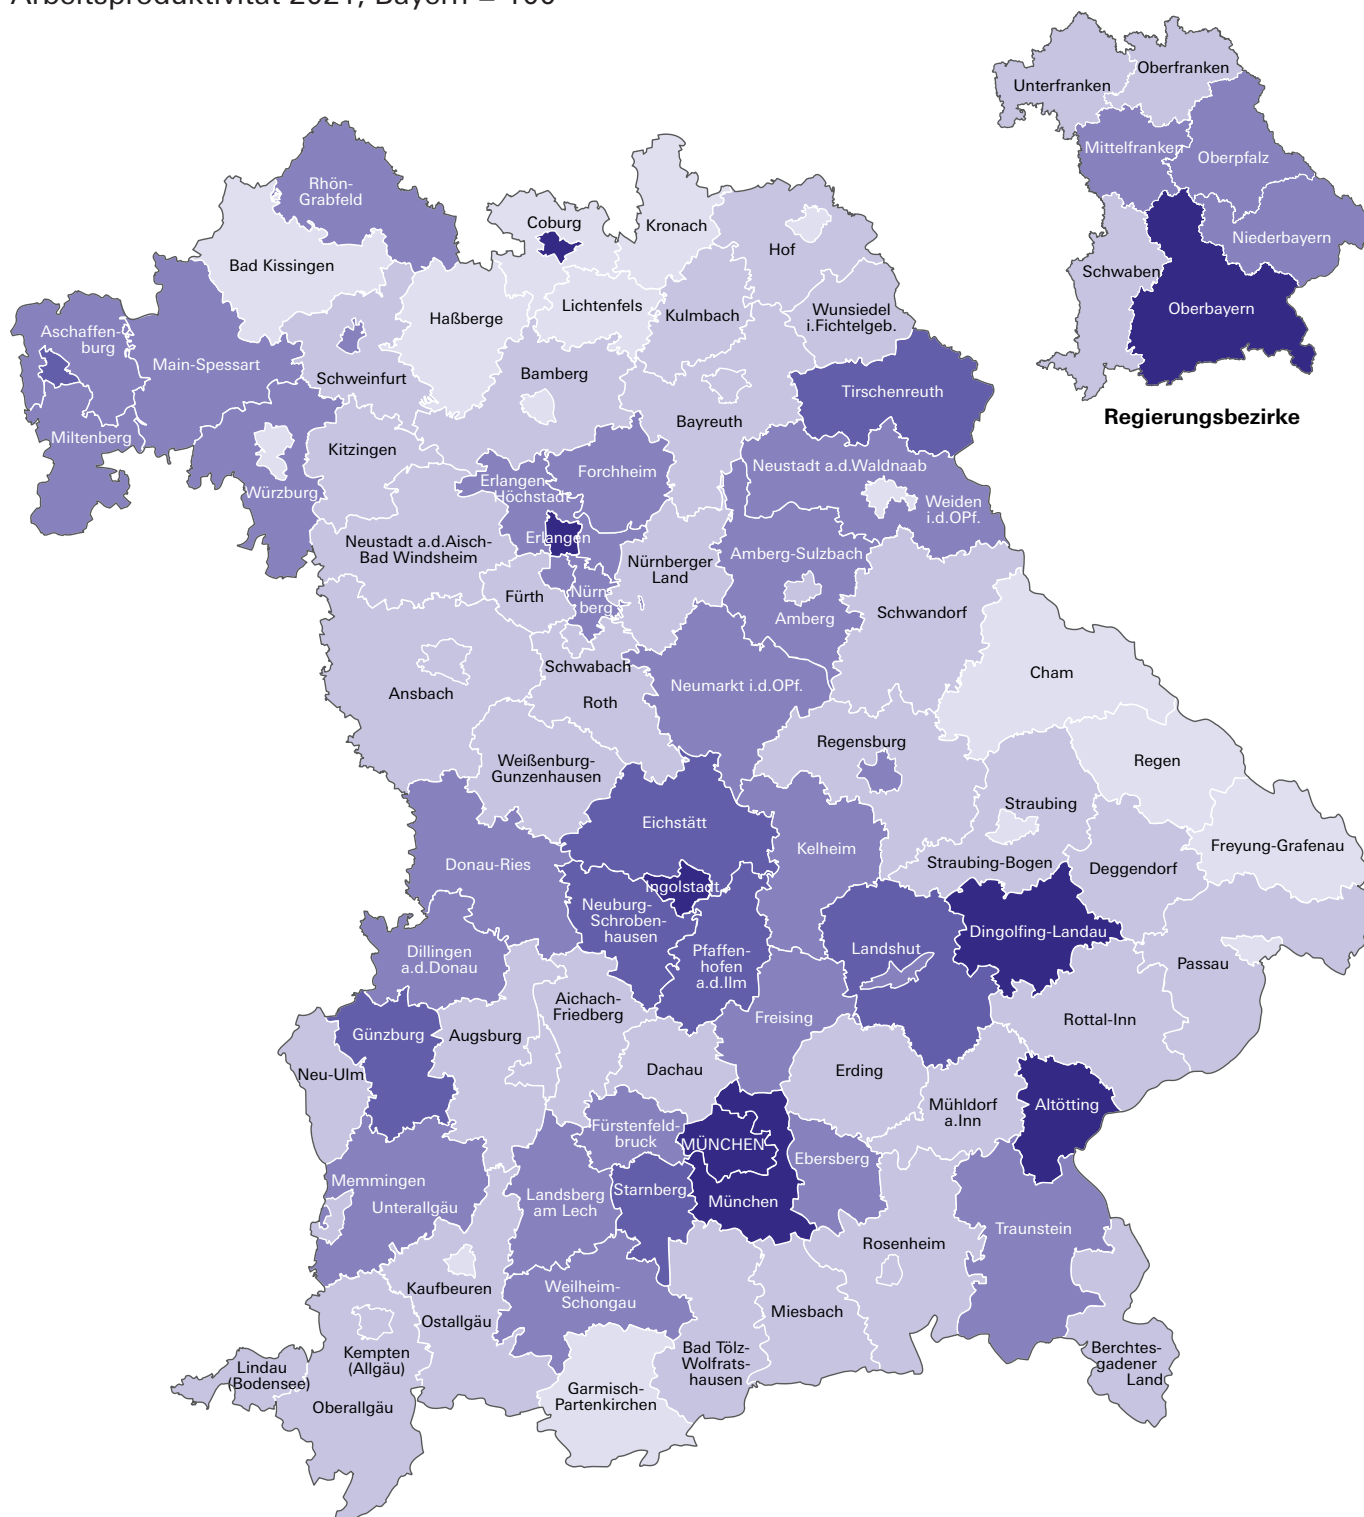 Unterfranken
Oberfranken
Mittelfranken
Oberpfalz
Niederbayern
Schwaben
Oberbayern
Regierungsbezirke
Rhön-
Grabfeld
Coburg
Kronach
Hof
Bad Kissingen
Lichtenfels
Haßberge
Kulmbach
Wunsiedel
i.Fichtelgeb.
Aschaffen-
burg
Main-Spessart
Schweinfurt
Bamberg
Tirschenreuth
Bayreuth
Miltenberg
Kitzingen
Würzburg
Erlangen-
Höchstadt
Forchheim
Neustadt a.d.Waldnaab
Weiden
i.d.OPf.
Erlangen
Neustadt a.d.Aisch-
Bad Windsheim
Nürnberger
Land
Amberg-Sulzbach
Amberg
Fürth
Nürn-
berg
Schwandorf
Schwabach
Cham
Ansbach
Roth
Neumarkt i.d.OPf.
Regensburg
Weißenburg-
Gunzenhausen
Regen
Eichstätt
Straubing
Kelheim
Freyung-Grafenau
Donau-Ries
Straubing-Bogen
Deggendorf
Ingolstadt
Neuburg-
Schroben-
hausen
Dingolfing-Landau
Dillingen
a.d.Donau
Pfaffen-
hofen
a.d.Ilm
Landshut
Passau
Aichach-
Friedberg
Freising
Rottal-Inn
Günzburg
Augsburg
Neu-Ulm
Dachau
Erding
Mühldorf
a.Inn
Altötting
Fürstenfeld-
bruck
MÜNCHEN
Ebersberg
Memmingen
Unterallgäu
Landsberg
am Lech
Starnberg
München
Traunstein
Rosenheim
Kaufbeuren
Weilheim-
Schongau
Ostallgäu
Miesbach
Kempten
(Allgäu)
Bad Tölz-
Wolfrats-
hausen
Berchtes-
gadener
Land
Lindau
(Bodensee)
Garmisch-
Partenkirchen
Oberallgäu